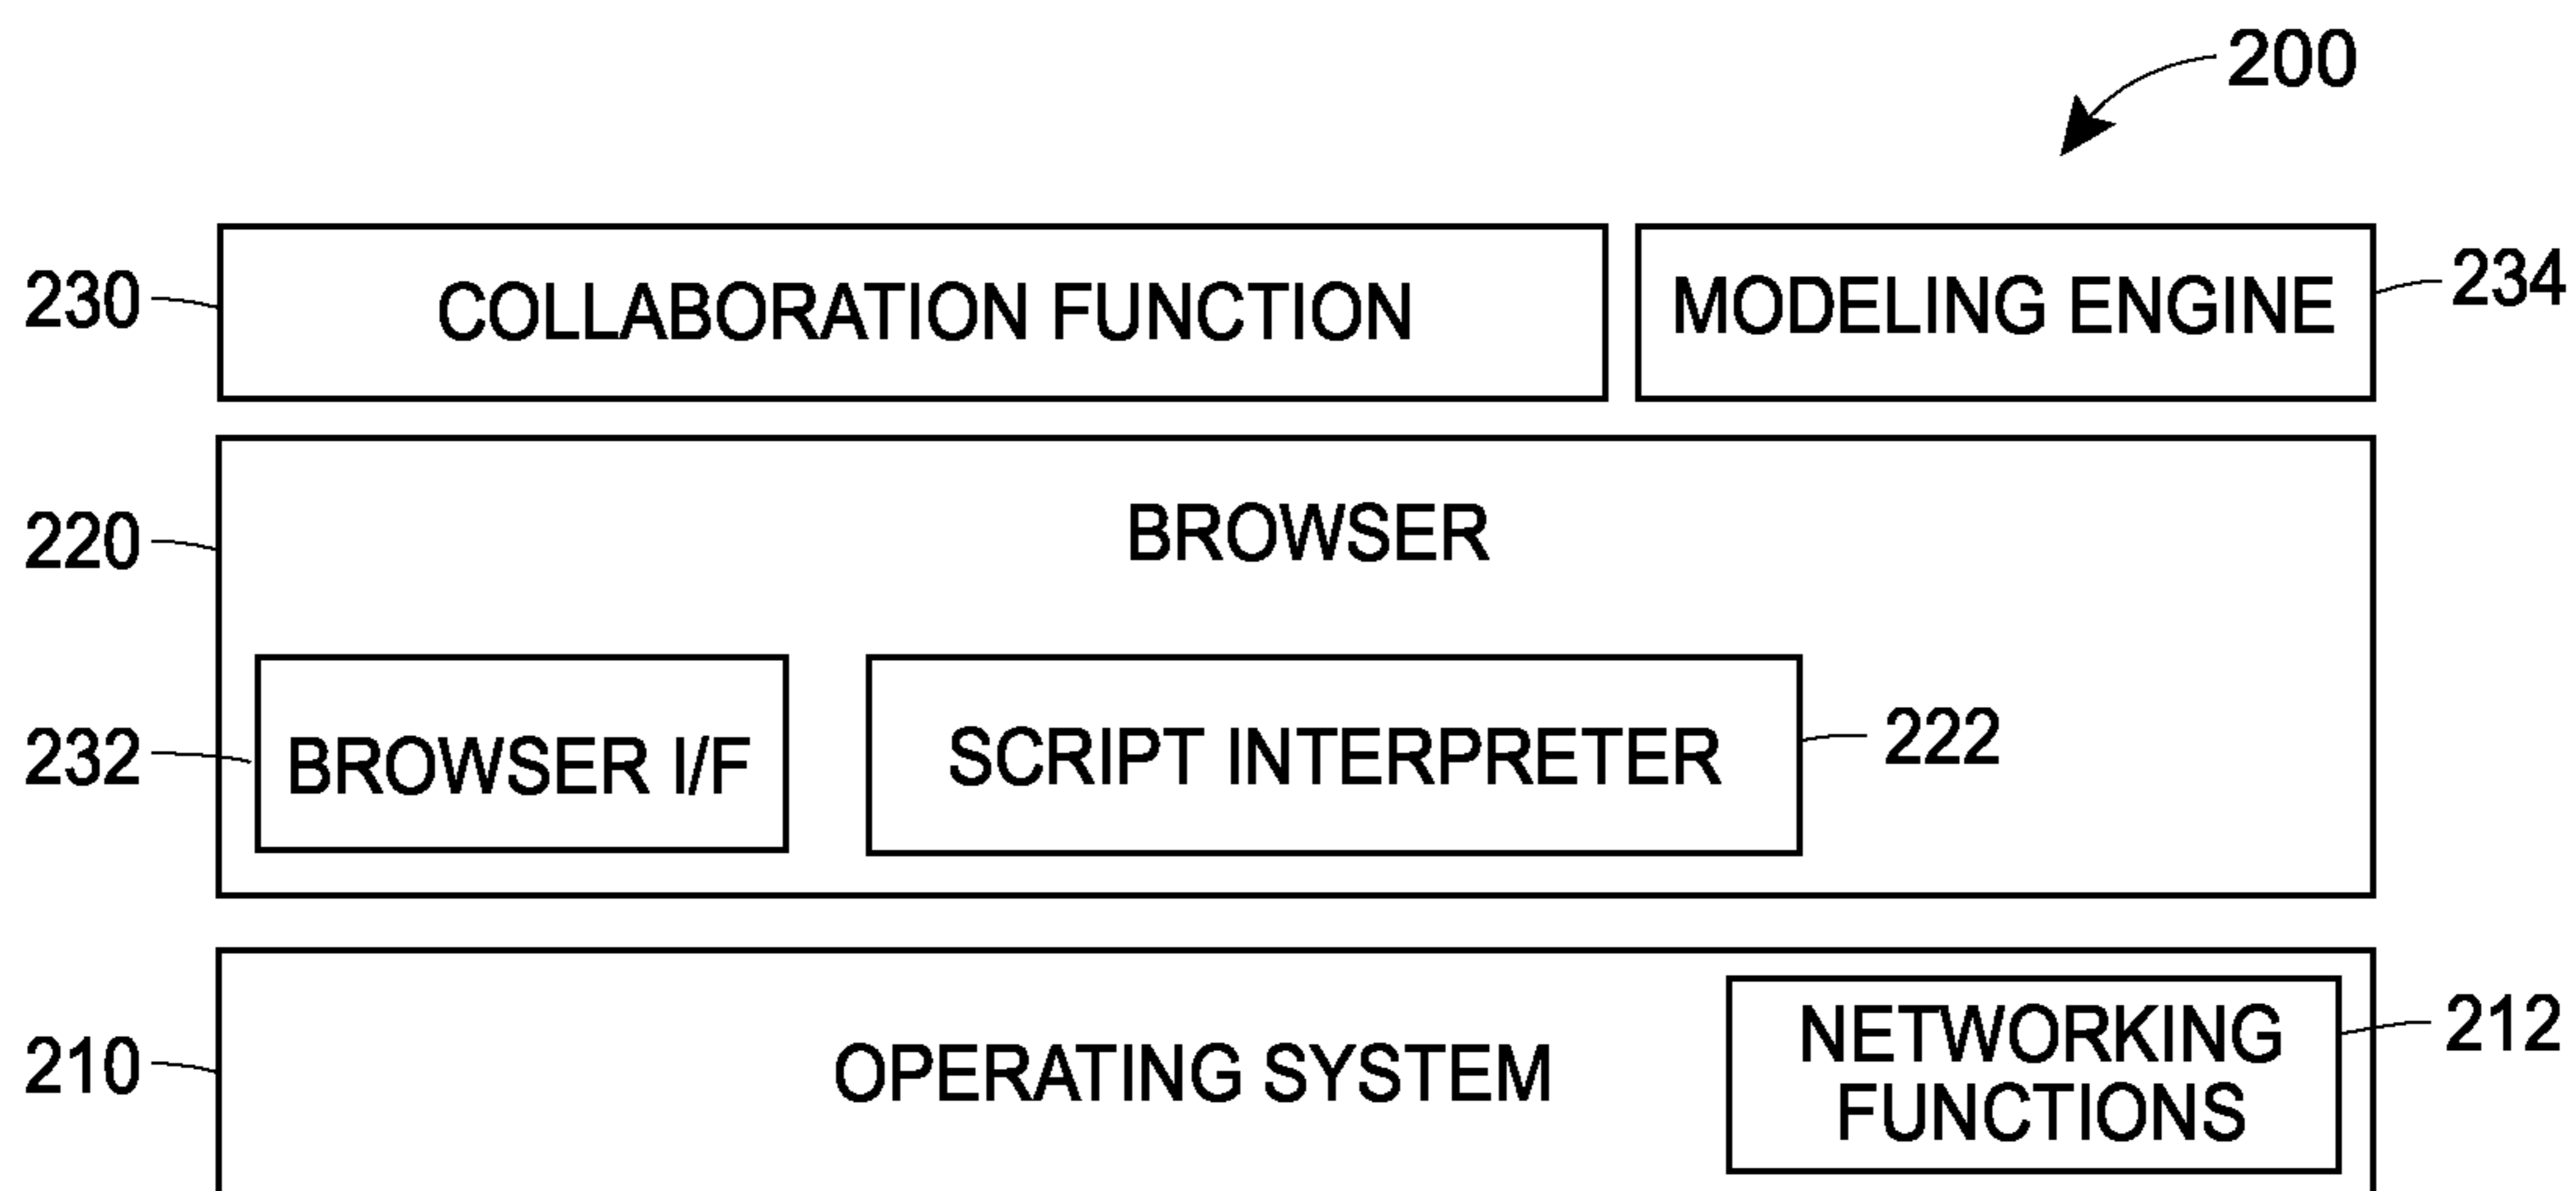 200
230
COLLABORATION FUNCTION
MODELING ENGINE
234
220
BROWSER
232
BROWSER I/F
SCRIPT INTERPRETER
222
210
OPERATING SYSTEM
NETWORKING
FUNCTIONS
212